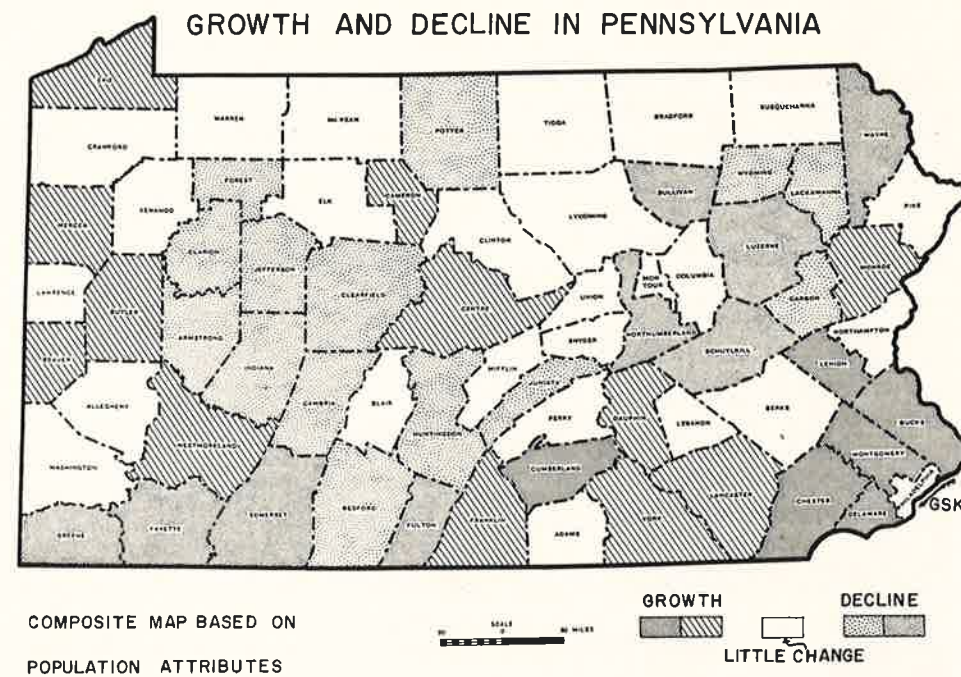 GROWTH AND DECLINE IN PENNSYLVANIA
ERIE
CRAWFORD
WARREN
McKEAN
POTTER
TIOGA
BRADFORD
SUSQUEHANNA
WAYNE
FOREST
VENANGO
ELK
CAMERON
SULLIVAN
WYOMING
LACKAWANNA
PIKE
MERCER
CLARION
JEFFERSON
CLEARFIELD
CLINTON
LYCOMING
LUZERNE
MONROE
LAWRENCE
BUTLER
CENTRE
UNION
MON
TOUR
COLUMBIA
CARBON
BEAVER
ARMSTRONG
INDIANA
SNYDER
NORTHUMBERLAND
SCHUYLKILL
NORTHAMPTON
LEHIGH
ALLEGHENY
CAMBRIA
BLAIR
MIFFLIN
JUNIATA
HUNTINGDON
PERRY
DAUPHIN
LEBANON
BERKS
BUCKS
WESTMORELAND
MONTGOMERY
WASHINGTON
CUMBERLAND
LANCASTER
CHESTER
PHILADELPHIA
DELAWARE
GSK
GREENE
FAYETTE
SOMERSET
BEDFORD
FULTON
FRANKLIN
ADAMS
YORK
COMPOSITE MAP BASED ON
POPULATION ATTRIBUTES
SCALE
0
MILES
GROWTH
DECLINE
LITTLE CHANGE